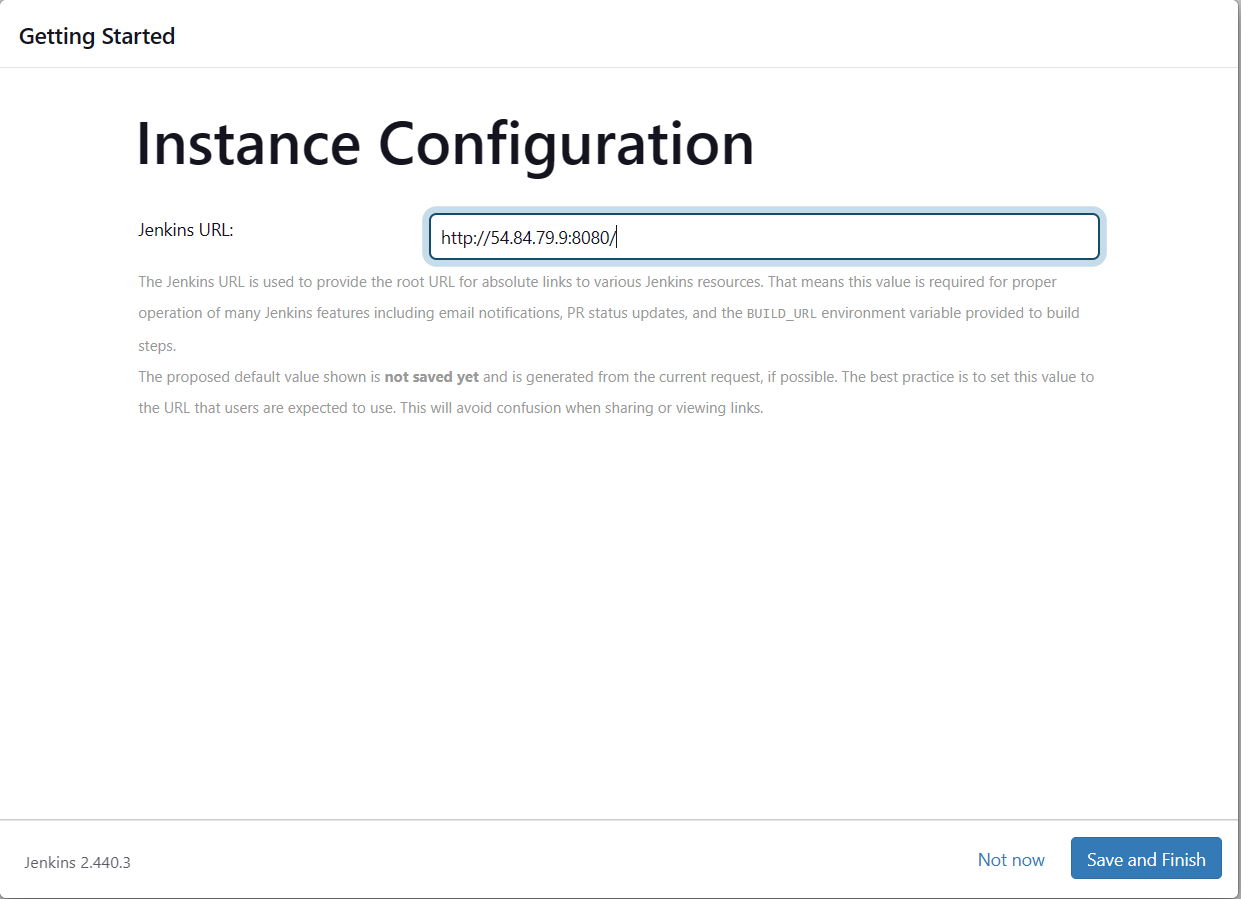 Getting Started
Instance Configuration
Jenkins URL:
http://54.84.79.9:8080/
The Jenkins URL is used to provide the root URL for absolute links to various Jenkins resources. That means this value is required for proper
operation of many Jenkins features including email notifications, PR status updates, and the BUILD_URL environment variable provided to build
steps.
The proposed default value shown is not saved yet and is generated from the current request, if possible. The best practice is to set this value to
the URL that users are expected to use. This will avoid confusion when sharing or viewing links.
Jenkins 2.440.3
Not now
Save and Finish